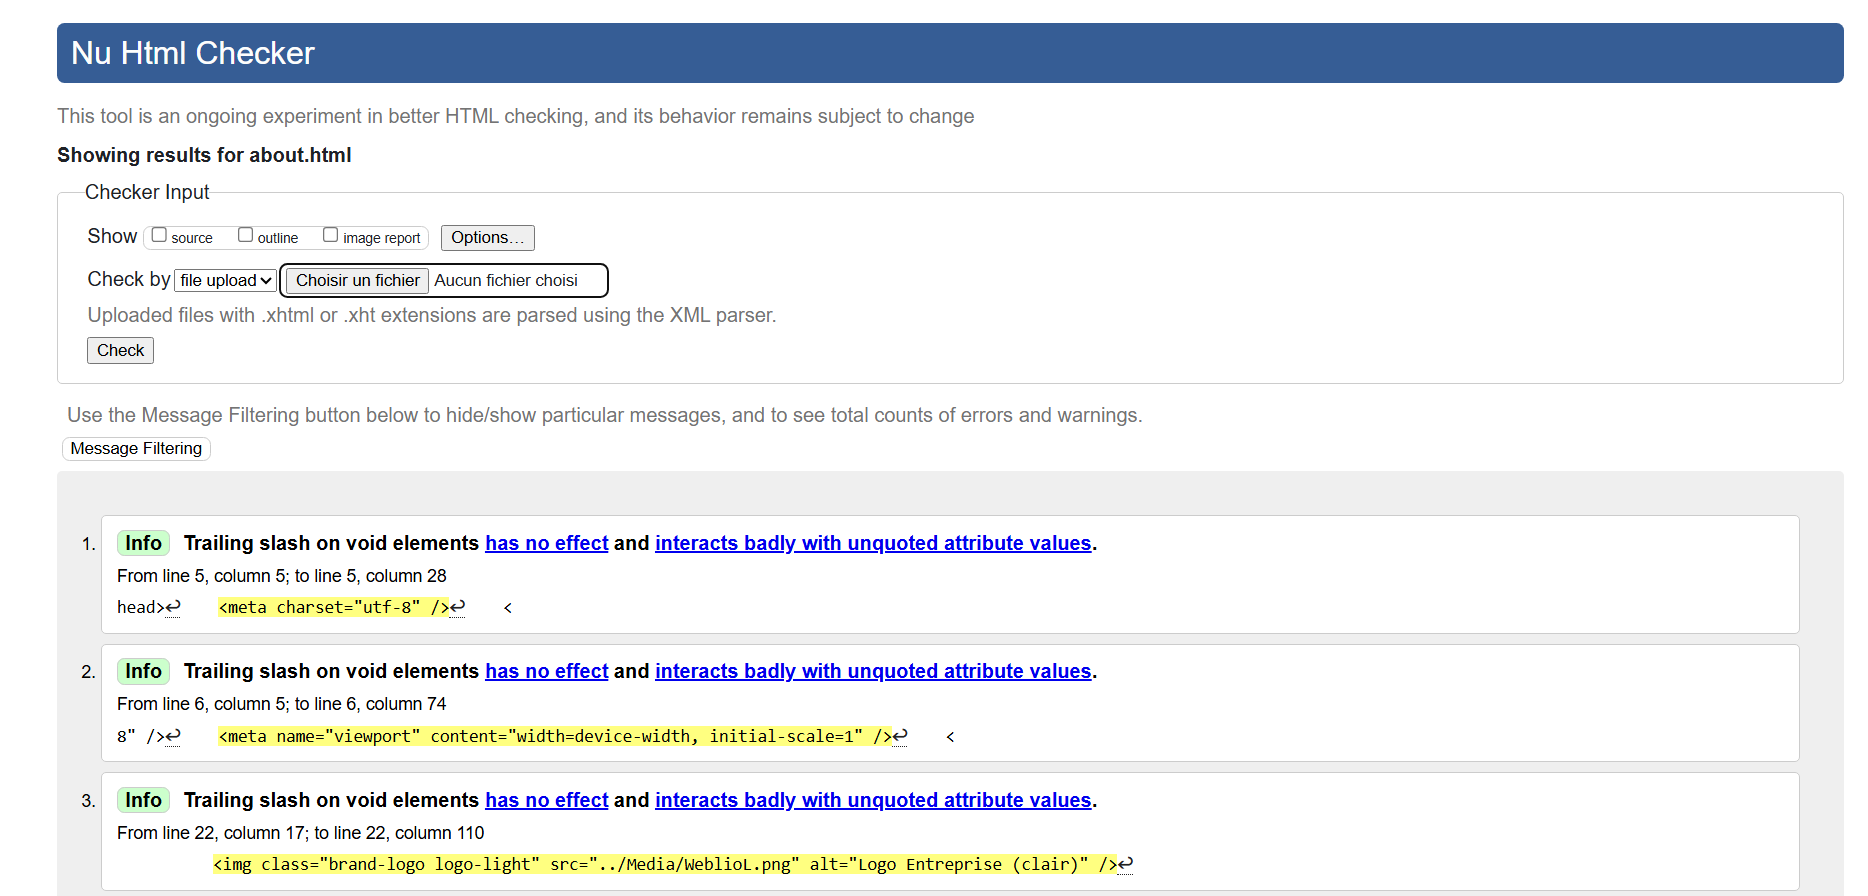 Nu Html Checker
This tool is an ongoing experiment in better HTML checking, and its behavior remains subject to change
Showing results for about.html
Checker Input
Show source outline image report Options...
Check by file upload Choisir un fichier Aucun fichier choisi
Uploaded files with .xhtml or .xht extensions are parsed using the XML parser.
Check
Use the Message Filtering button below to hide/show particular messages, and to see total counts of errors and warnings.
Message Filtering
1. Info Trailing slash on void elements has no effect and interacts badly with unquoted attribute values.
From line 5, column 5; to line 5, column 28
head>↩ <meta charset="utf-8" />↩ <
2. Info Trailing slash on void elements has no effect and interacts badly with unquoted attribute values.
From line 6, column 5; to line 6, column 74
8" />↩ <meta name="viewport" content="width=device-width, initial-scale=1" />↩ <
3. Info Trailing slash on void elements has no effect and interacts badly with unquoted attribute values.
From line 22, column 17; to line 22, column 110
<img class="brand-logo logo-light" src="../Media/WeblioL.png" alt="Logo Entreprise (clair)" />↩